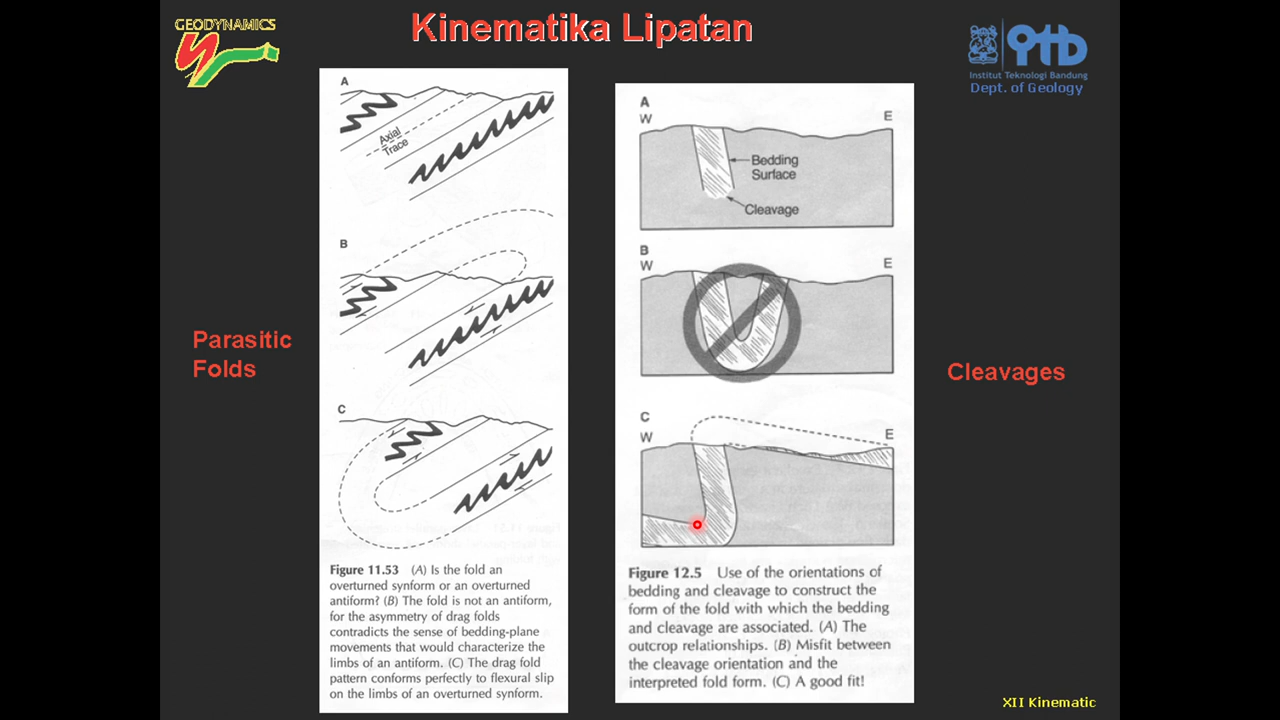 GEODYNAMICS
Kinematika Lipatan
itb
Institut Teknologi Bandung
Dept. of Geology
Parasitic
Folds
A
Axial
Trace
B
C
Figure 11.53 (A) Is the fold an
overturned synform or an overturned
antiform? (B) The fold is not an antiform,
for the asymmetry of drag folds
contradicts the sense of bedding-plane
movements that would characterize the
limbs of an antiform. (C) The drag fold
pattern conforms perfectly to flexural slip
on the limbs of an overturned synform.
A
W
E
Bedding
Surface
Cleavage
B
W
E
C
W
E
Figure 12.5 Use of the orientations of
bedding and cleavage to construct the
form of the fold with which the bedding
and cleavage are associated. (A) The
outcrop relationships. (B) Misfit between
the cleavage orientation and the
interpreted fold form. (C) A good fit!
Cleavages
XII Kinematic